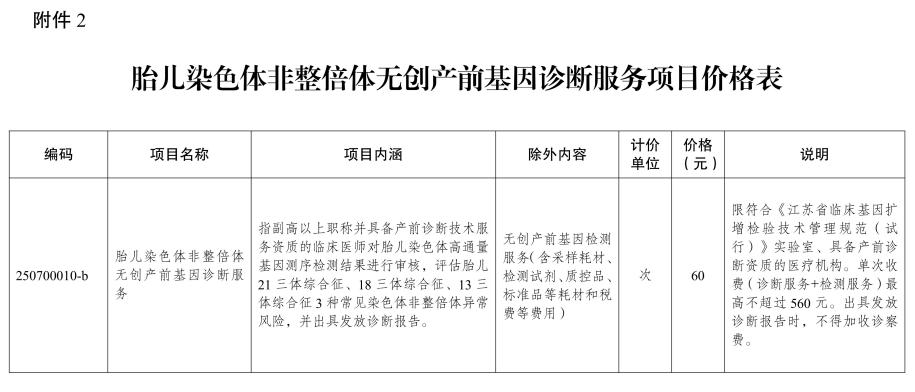 附件 2
胎儿染色体非整倍体无创产前基因诊断服务项目价格表
编码
项目名称
项目内涵
除外内容
计价
单位
价格
（元）
说明
250700010-b
胎儿染色体非整倍体
无创产前基因诊断服
务
指副高以上职称并具备产前诊断技术服
务资质的临床医师对胎儿染色体高通量
基因测序检测结果进行审核，评估胎儿
21 三体综合征、18 三体综合征、13 三
体综合征 3 种常见染色体非整倍体异常
风险，并出具发放诊断报告。
无创产前基因检测
服务（含采样耗材、
检测试剂、质控品、
标准品等耗材和税
费等费用）
次
60
限符合《江苏省临床基因扩
增检验技术管理规范（试
行）》实验室、具备产前诊
断资质的医疗机构。单次收
费（诊断服务+检测服务）最
高不超过 560 元。出具发放
诊断报告时，不得加收诊察
费。